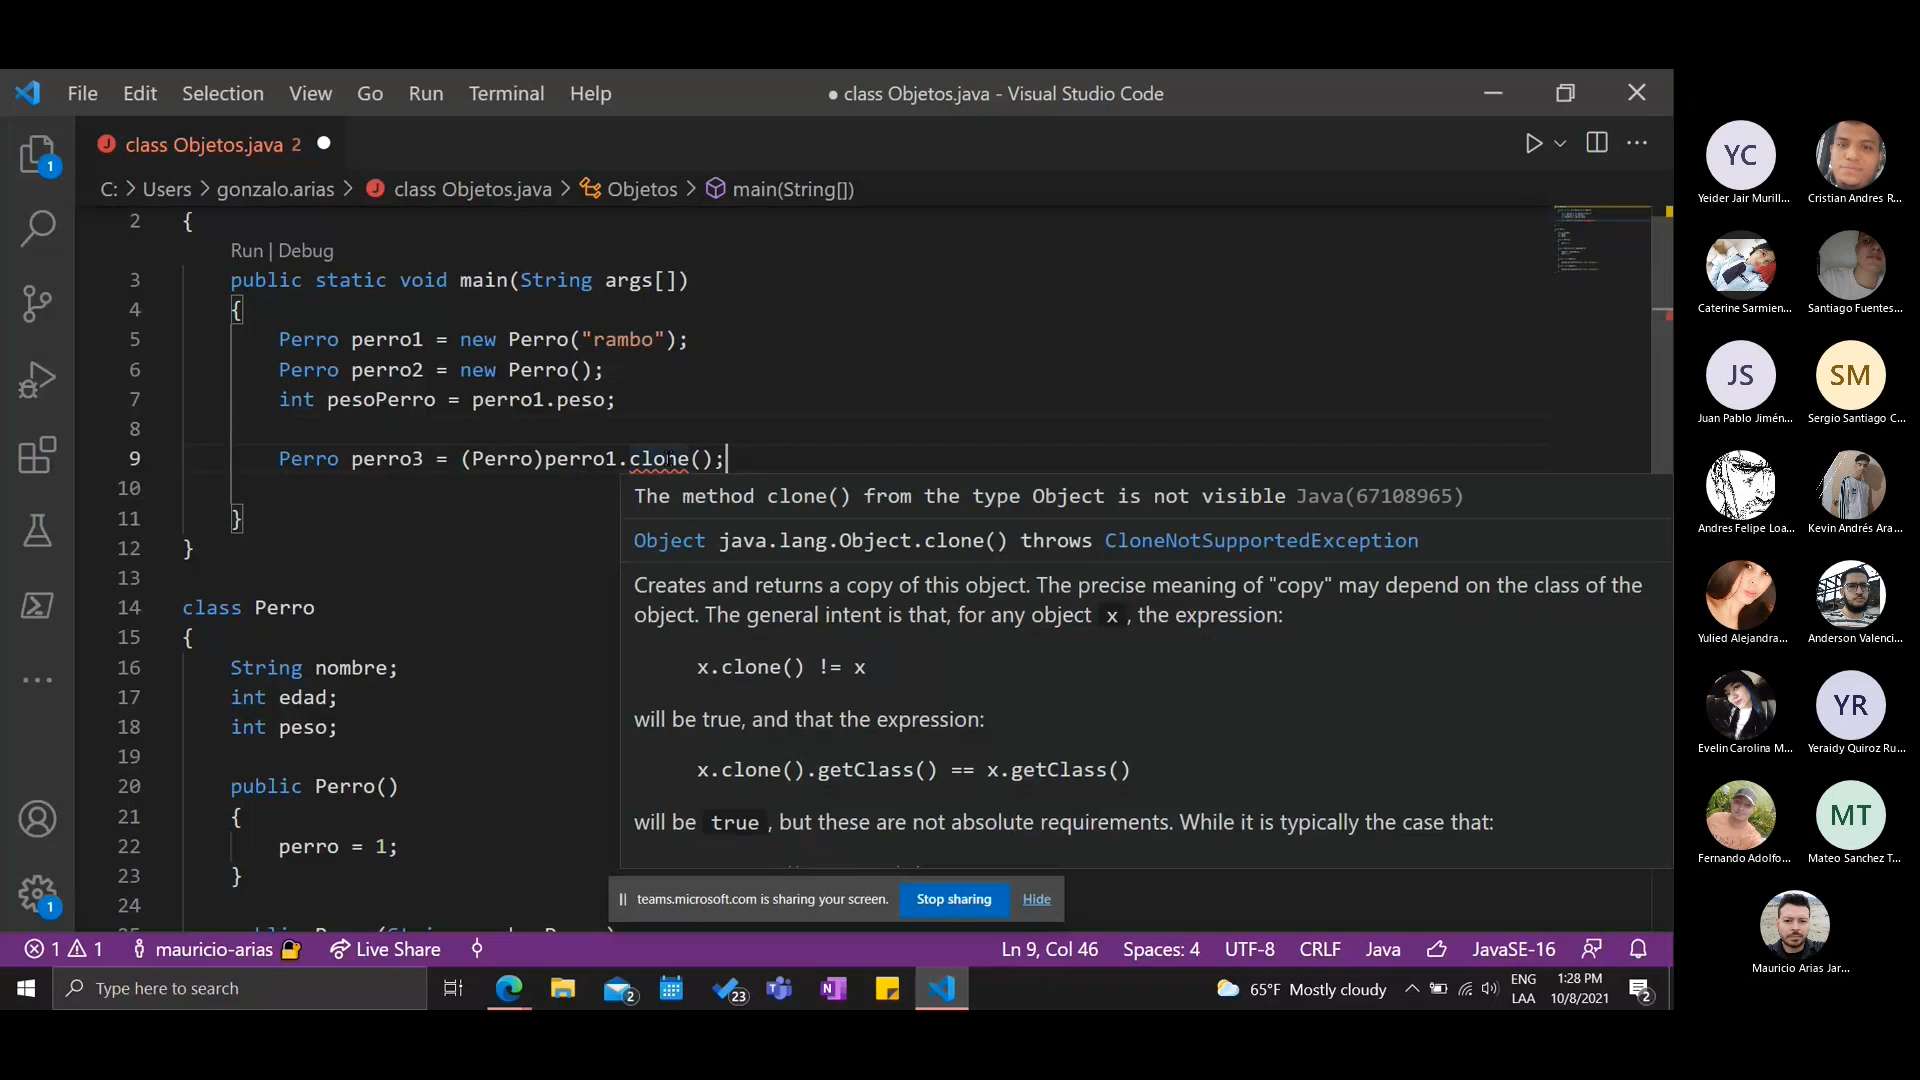 File Edit Selection View Go Run Terminal Help
● class Objetos.java - Visual Studio Code
class Objetos.java 2
C: > Users > gonzalo.arias > class Objetos.java > Objetos > main(String[])
2 {
Run | Debug
3 public static void main(String args[])
4 {
5 Perro perro1 = new Perro("rambo");
6 Perro perro2 = new Perro();
7 int pesoPerro = perro1.peso;
8
9 Perro perro3 = (Perro)perro1.clone();
10
11 }
12 }
13
14 class Perro
15 {
16 String nombre;
17 int edad;
18 int peso;
19
20 public Perro()
21 {
22 perro = 1;
23 }
24
The method clone() from the type Object is not visible Java(67108965)
Object java.lang.Object.clone() throws CloneNotSupportedException
Creates and returns a copy of this object. The precise meaning of "copy" may depend on the class of the
object. The general intent is that, for any object x , the expression:
x.clone() != x
will be true, and that the expression:
x.clone().getClass() == x.getClass()
will be true , but these are not absolute requirements. While it is typically the case that:
teams.microsoft.com is sharing your screen. Stop sharing Hide
1 1 mauricio-arias Live Share Ln 9, Col 46 Spaces: 4 UTF-8 CRLF Java JavaSE-16
1
1
Type here to search
2
23
65°F Mostly cloudy
ENG
LAA
1:28 PM
10/8/2021
2
YC
Yeider Jair Murill...
Cristian Andres R...
Caterine Sarmien...
Santiago Fuentes...
JS
Juan Pablo Jimén...
SM
Sergio Santiago C...
Andres Felipe Loa...
Kevin Andrés Ara...
Yulied Alejandra...
Anderson Valenci...
Evelin Carolina M...
YR
Yeraidy Quiroz Ru...
Fernando Adolfo...
MT
Mateo Sanchez T...
Mauricio Arias Jar...